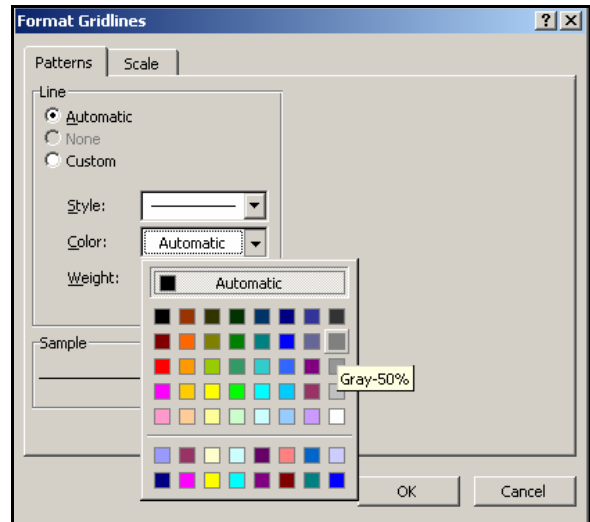 Format Gridlines
Patterns Scale
Line
Automatic
None
Custom
Style:
Color: Automatic
Weight:
Automatic
Sample
Gray-50%
OK Cancel